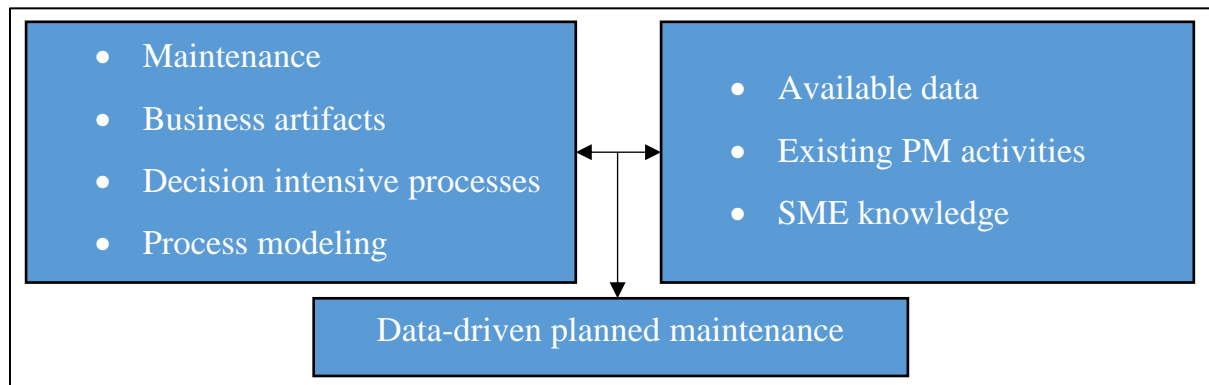 • Maintenance
• Business artifacts
• Decision intensive processes
• Process modeling
• Available data
• Existing PM activities
• SME knowledge
Data-driven planned maintenance